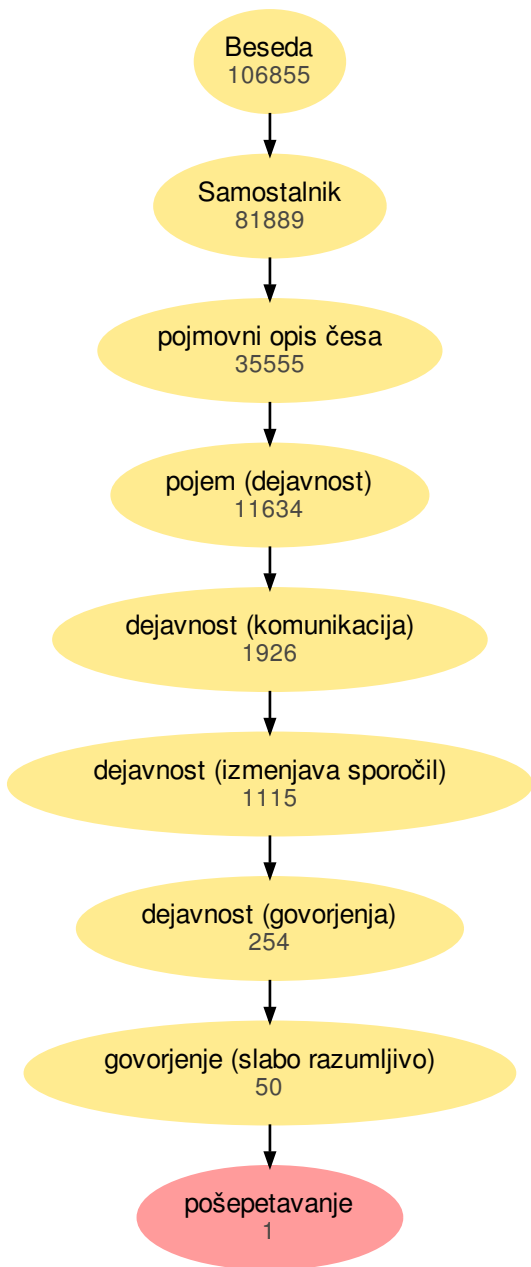 Beseda
106855
Samostalnik
81889
pojmovni opis česa
35555
pojem (dejavnost)
11634
dejavnost (komunikacija)
1926
dejavnost (izmenjava sporočil)
1115
dejavnost (govorjenja)
254
govorjenje (slabo razumljivo)
50
pošepetavanje
1